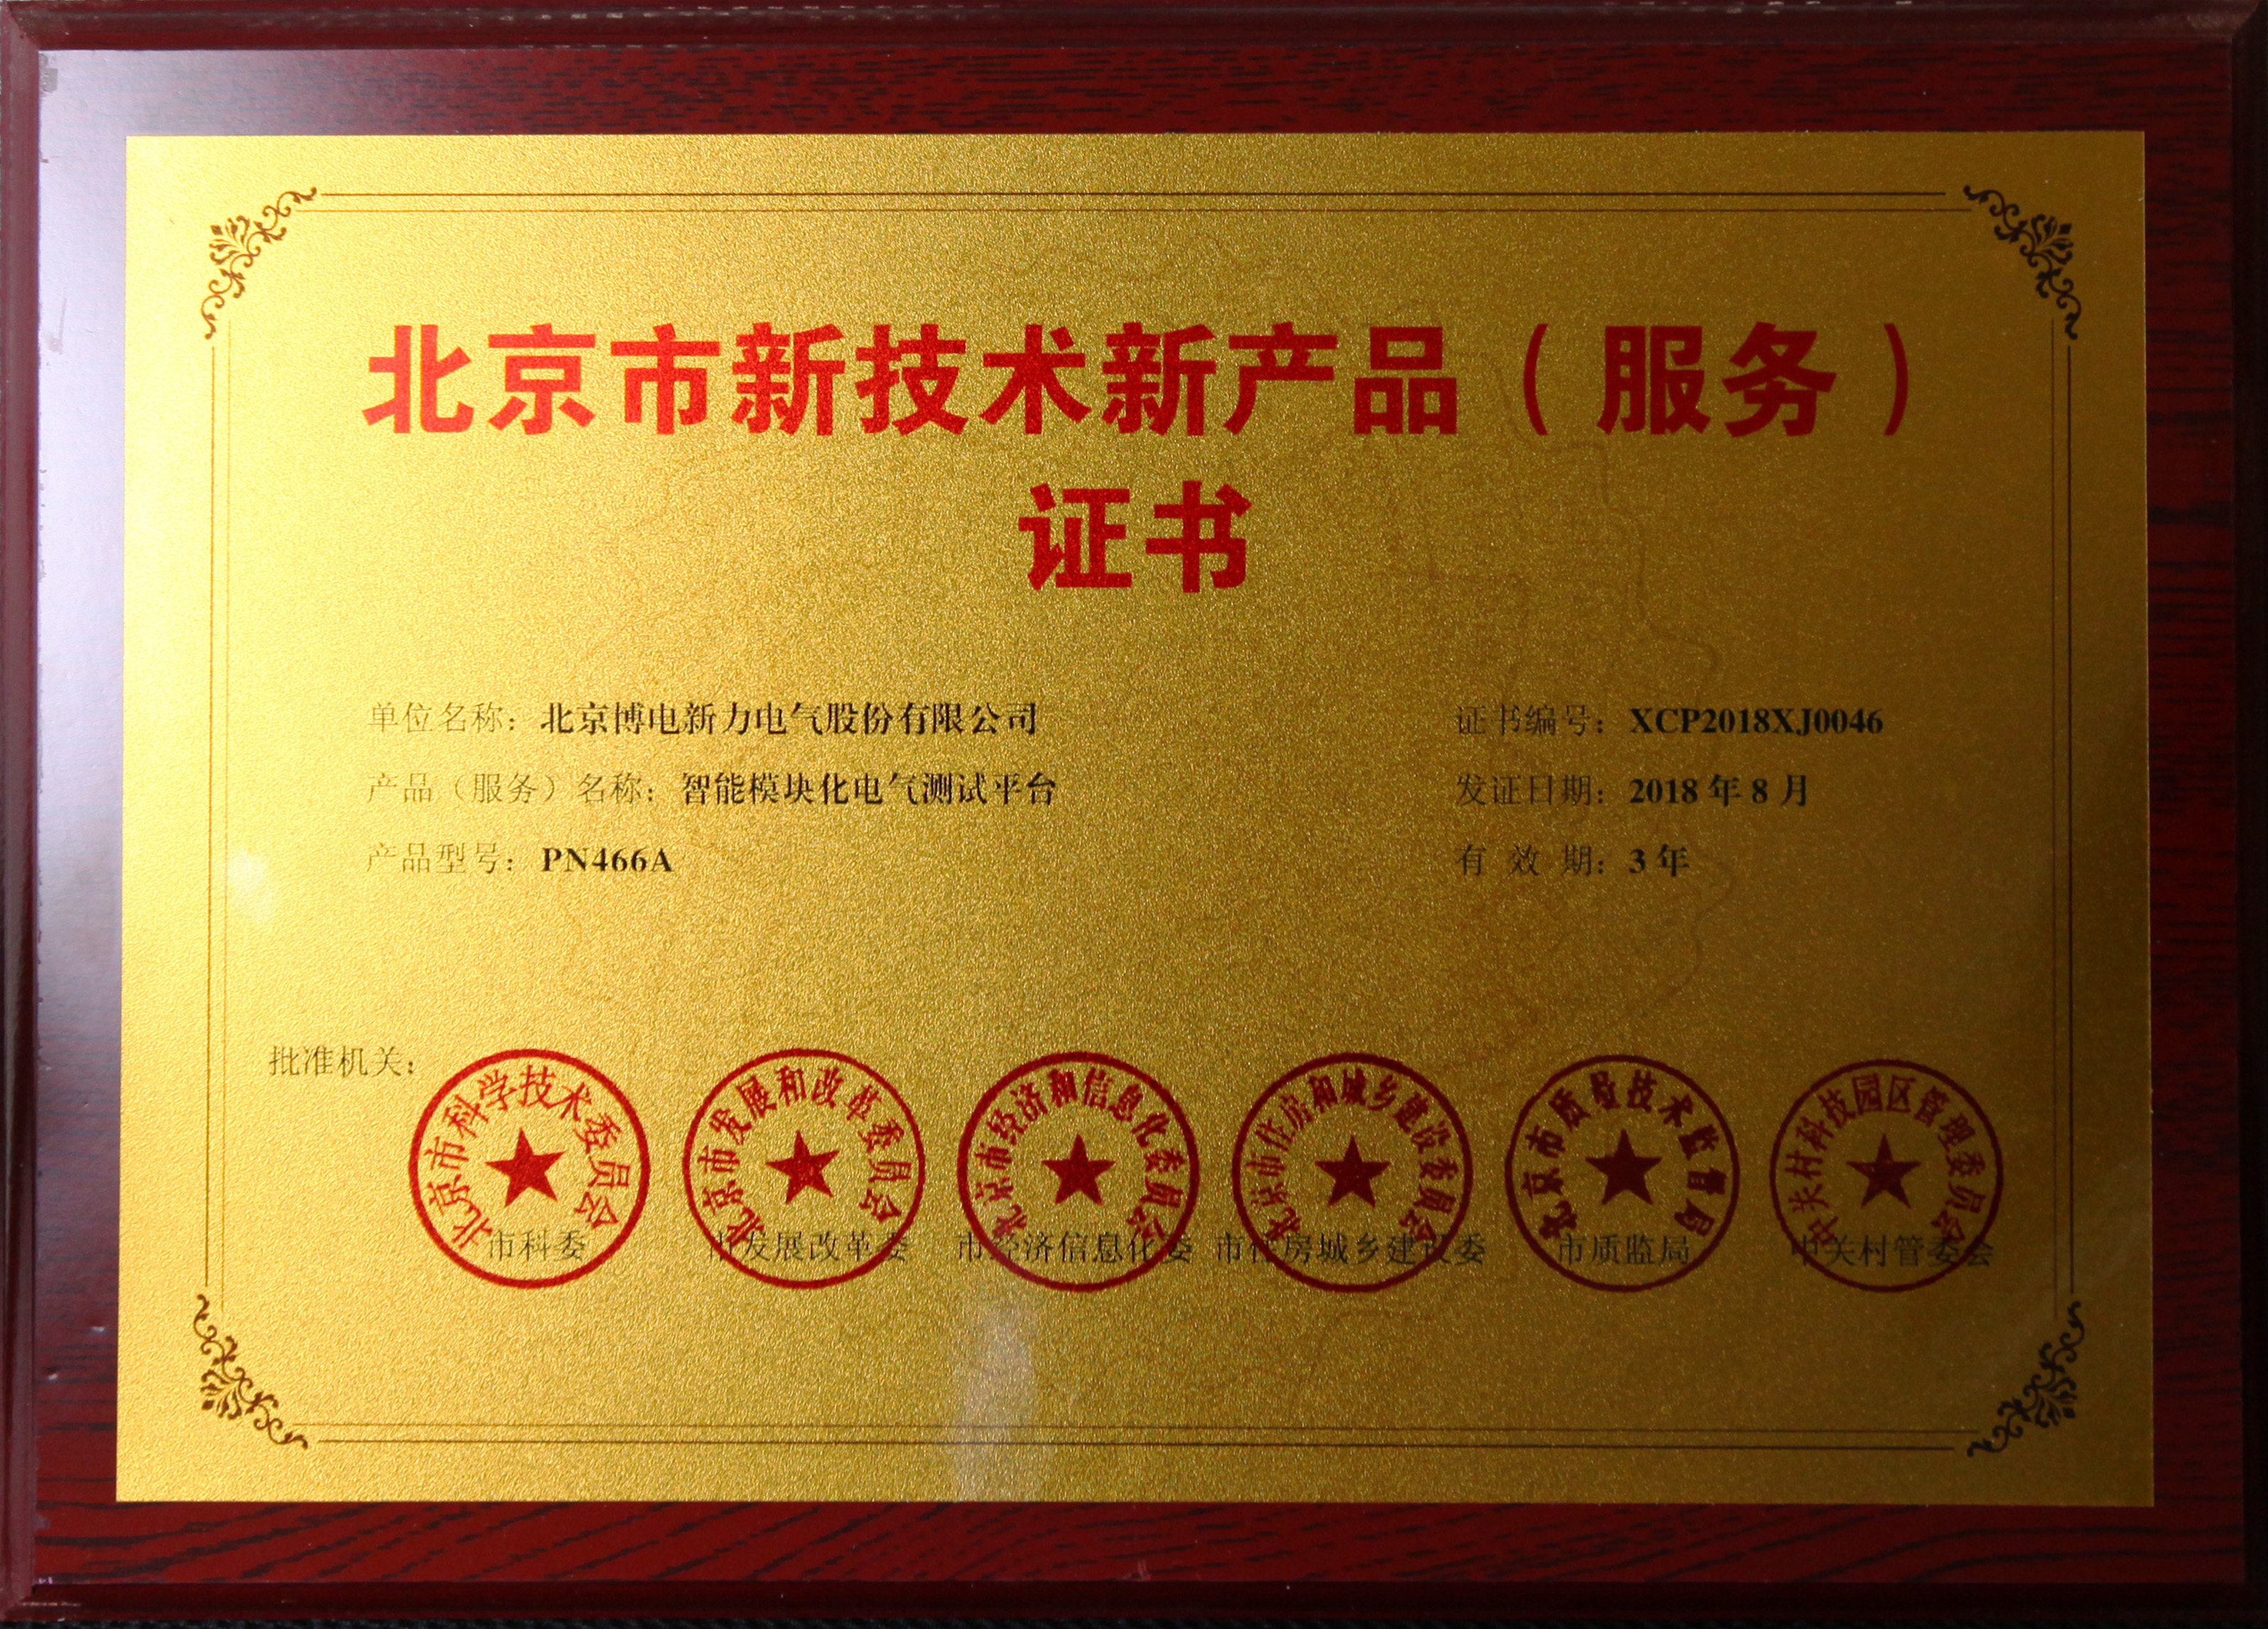 北京市新技术新产品（服务）
证书
单位名称：北京博电新力电气股份有限公司
证书编号：XCP2018XJ0046
产品（服务）名称：智能模块化电气测试平台
发证日期：2018年8月
产品型号：PN466A
有效期：3年
批准机关：
北京市科学技术委员会
北京市发展和改革委员会
北京市经济和信息化委员会
北京市住房和城乡建设委员会
北京市质量技术监督局
中关村科技园区管理委员会
市科委 市发展改革委 市经济信息化委 市住房城乡建设委 市质监局 中关村管委会